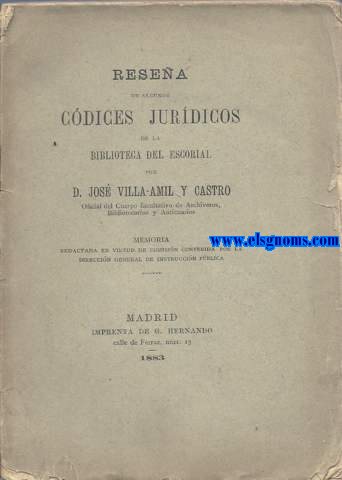 RESEÑA
DE ALGUNOS
CÓDICES JURÍDICOS
DE LA
BIBLIOTECA DEL ESCORIAL
POR
D. JOSÉ VILLA-AMIL Y CASTRO
Oficial del Cuerpo facultativo de Archiveros,
Bibliotecarios y Anticuarios
MEMORIA
www.elsgnoms.com
REDACTADA EN VIRTUD DE COMISIÓN CONFERIDA POR LA
DIRECCIÓN GENERAL DE INSTRUCCIÓN PÚBLICA
MADRID
IMPRENTA DE G. HERNANDO
calle de Ferraz, núm. 13
1883